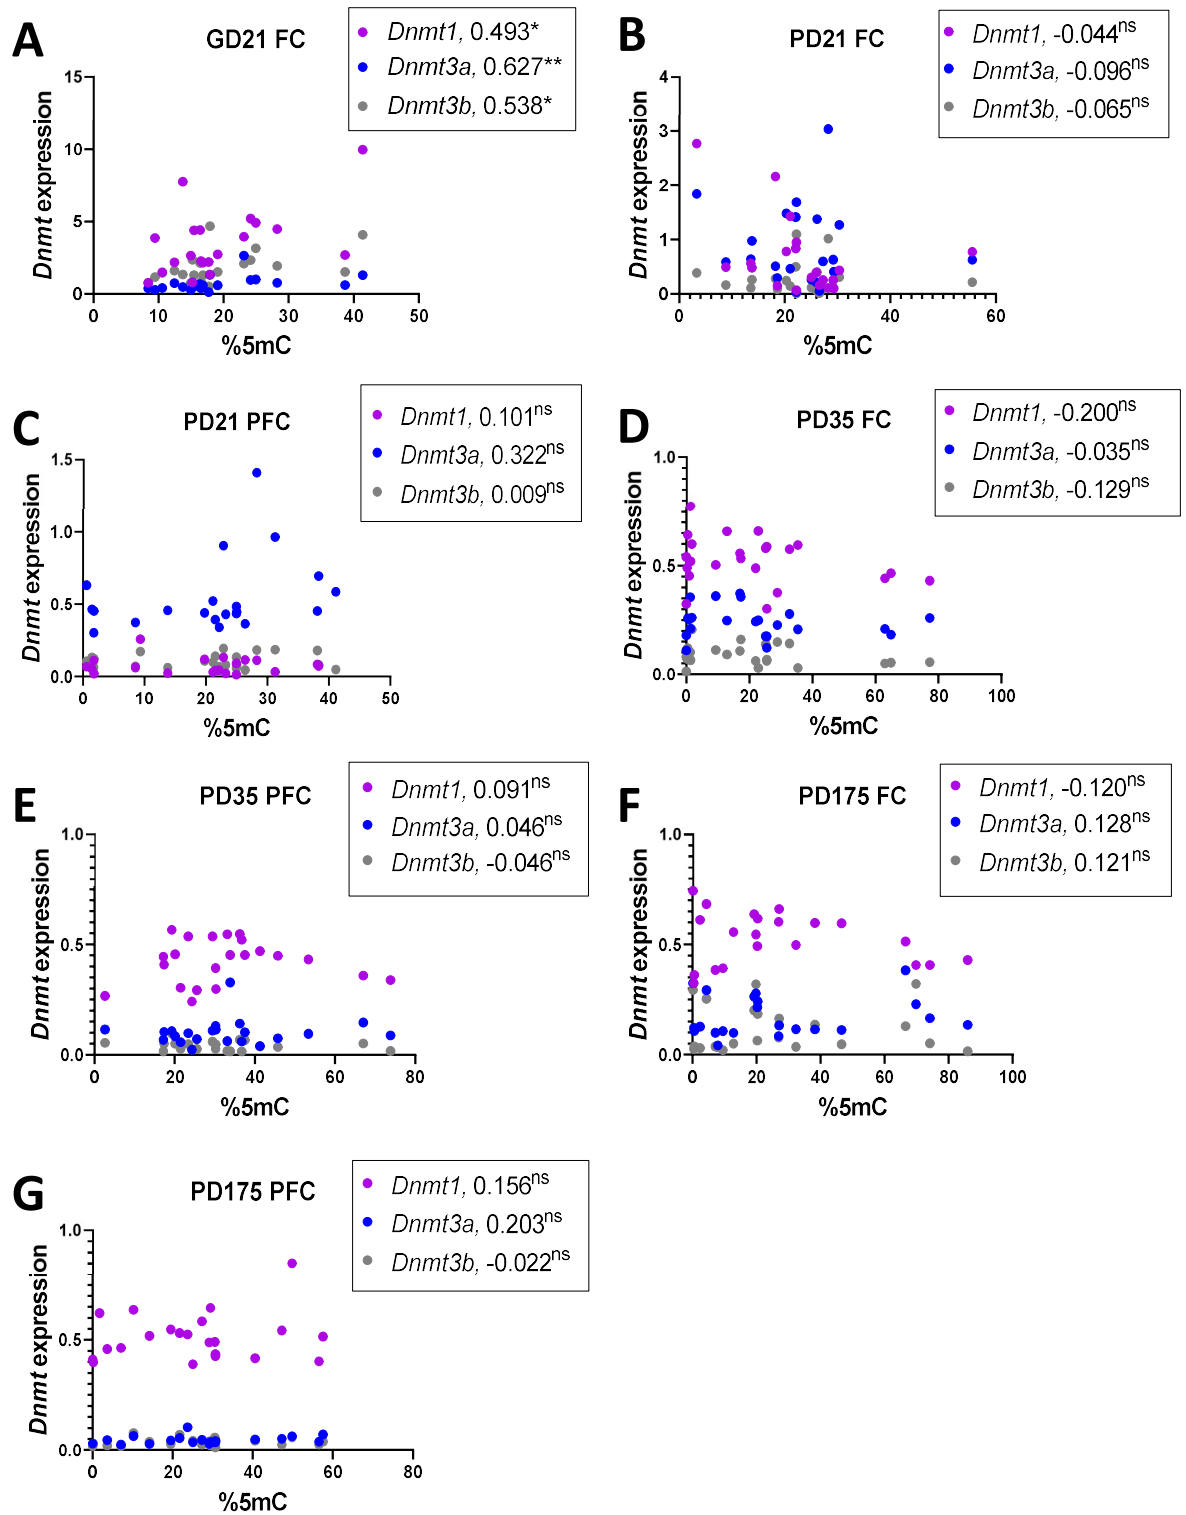 A
GD21 FC
Dnmt1, 0.493*
Dnmt3a, 0.627**
Dnmt3b, 0.538*
Dnmt expression
15
10
5
0
0 10 20 30 40 50
%5mC
B
PD21 FC
Dnmt1, -0.044ns
Dnmt3a, -0.096ns
Dnmt3b, -0.065ns
Dnmt expression
4
3
2
1
0
0 20 40 60
%5mC
C
PD21 PFC
Dnmt1, 0.101ns
Dnmt3a, 0.322ns
Dnmt3b, 0.009ns
Dnmt expression
1.5
1.0
0.5
0.0
0 10 20 30 40 50
%5mC
D
PD35 FC
Dnmt1, -0.200ns
Dnmt3a, -0.035ns
Dnmt3b, -0.129ns
Dnmt expression
1.0
0.5
0.0
0 20 40 60 80 100
%5mC
E
PD35 PFC
Dnmt1, 0.091ns
Dnmt3a, 0.046ns
Dnmt3b, -0.046ns
Dnmt expression
1.0
0.5
0.0
0 20 40 60 80
%5mC
F
PD175 FC
Dnmt1, -0.120ns
Dnmt3a, 0.128ns
Dnmt3b, 0.121ns
Dnmt expression
1.0
0.5
0.0
0 20 40 60 80 100
%5mC
G
PD175 PFC
Dnmt1, 0.156ns
Dnmt3a, 0.203ns
Dnmt3b, -0.022ns
Dnmt expression
1.0
0.5
0.0
0 20 40 60 80
%5mC